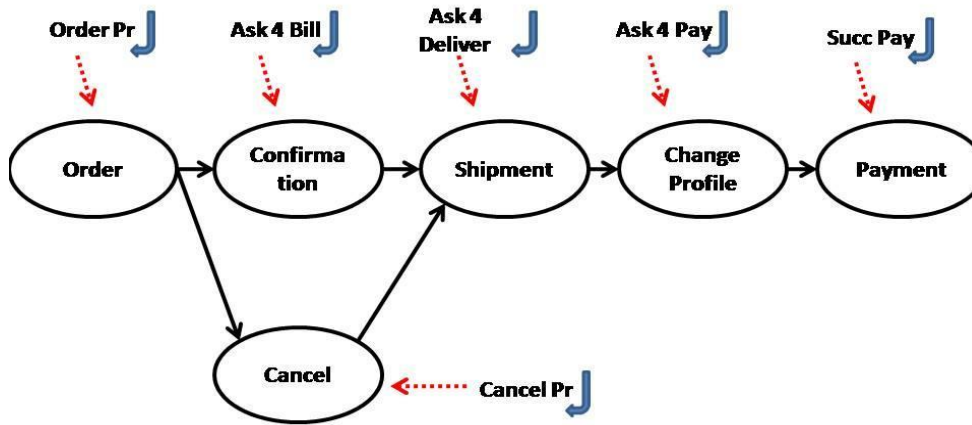 Order Pr
Ask 4 Bill
Ask 4
Deliver
Ask 4 Pay
Succ Pay
Order
Confirma
tion
Shipment
Change
Profile
Payment
Cancel
Cancel Pr